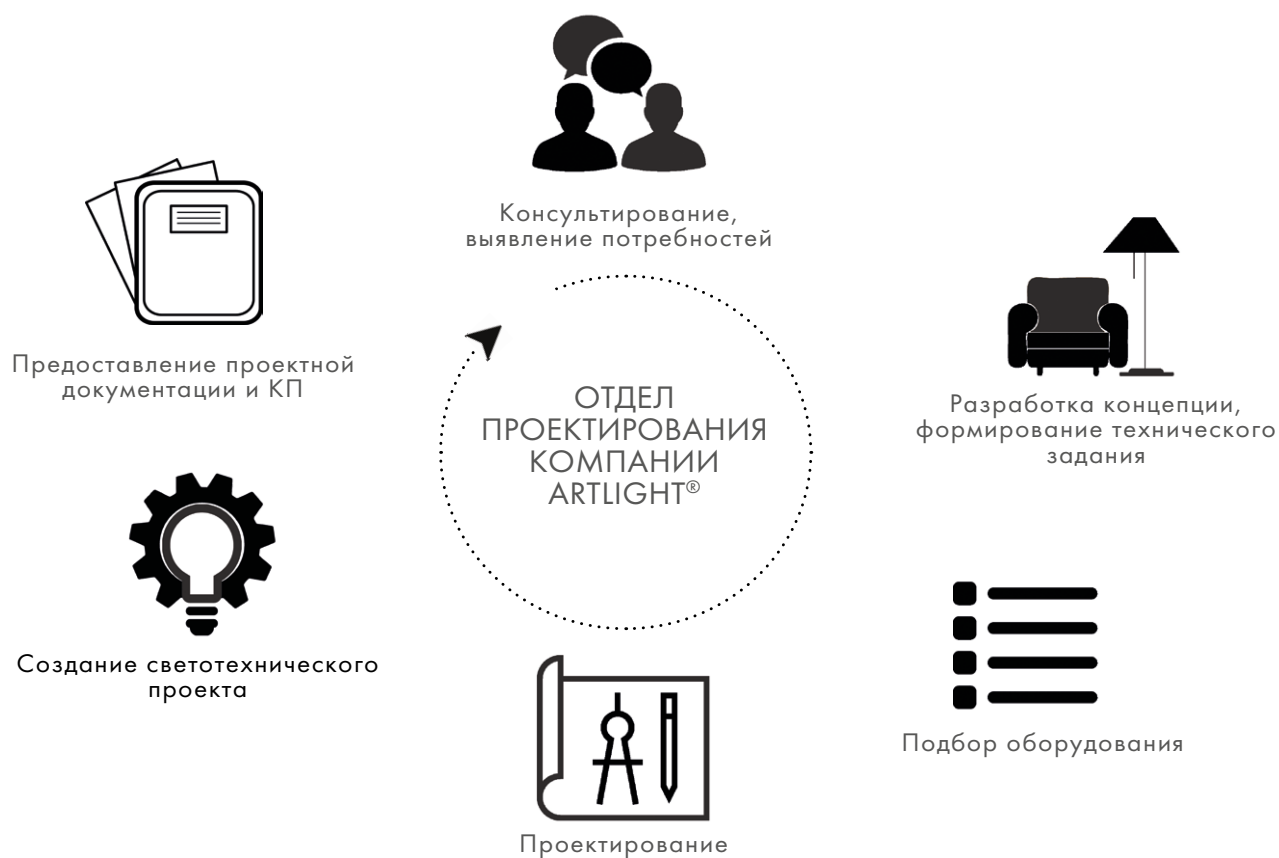 Консультирование,
выявление потребностей
Разработка концепции,
формирование технического
задания
Подбор оборудования
Проектирование
Создание светотехнического
проекта
Предоставление проектной
документации и КП
ОТДЕЛ
ПРОЕКТИРОВАНИЯ
КОМПАНИИ
ARTLIGHT®